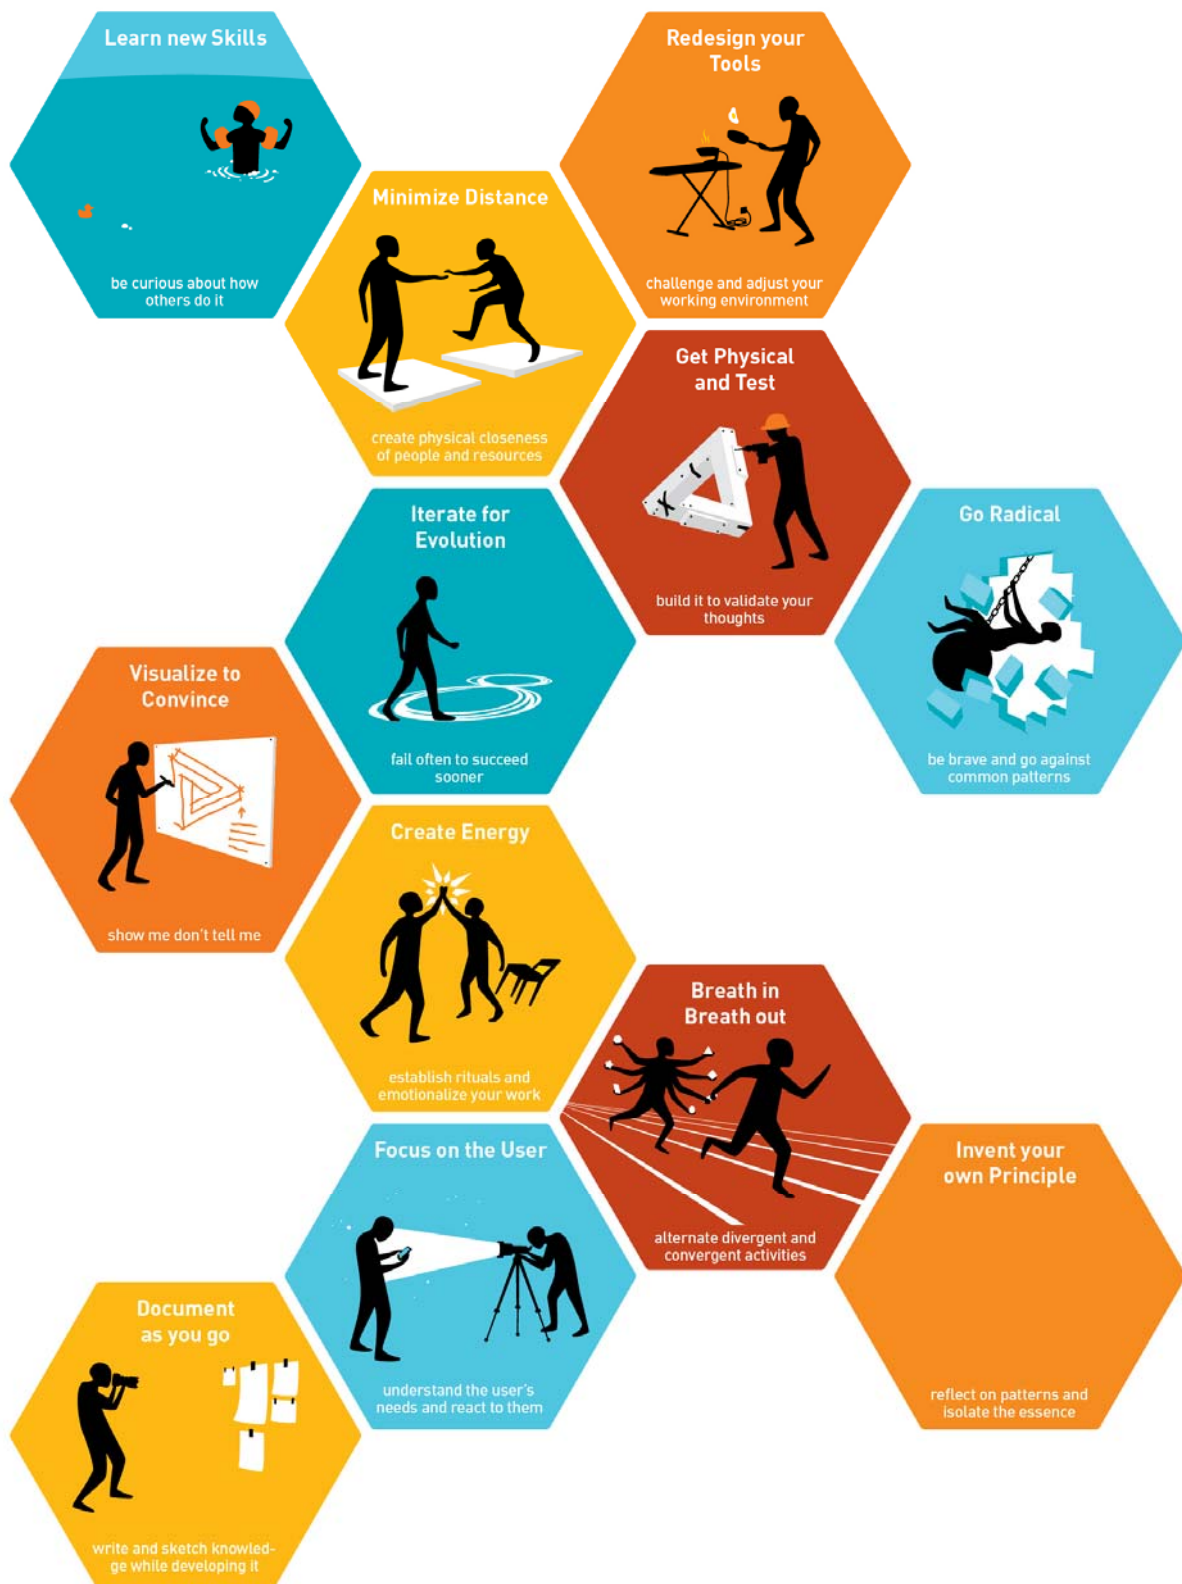 Learn new Skills
be curious about how
others do it
Redesign your
Tools
challenge and adjust your
working environment
Minimize Distance
create physical closeness
of people and resources
Get Physical
and Test
build it to validate your
thoughts
Iterate for
Evolution
fail often to succeed
sooner
Go Radical
be brave and go against
common patterns
Visualize to
Convince
show me don't tell me
Create Energy
establish rituals and
emotionalize your work
Breath in
Breath out
alternate divergent and
convergent activities
Focus on the User
understand the user's
needs and react to them
Invent your
own Principle
reflect on patterns and
isolate the essence
Document
as you go
write and sketch knowled-
ge while developing it